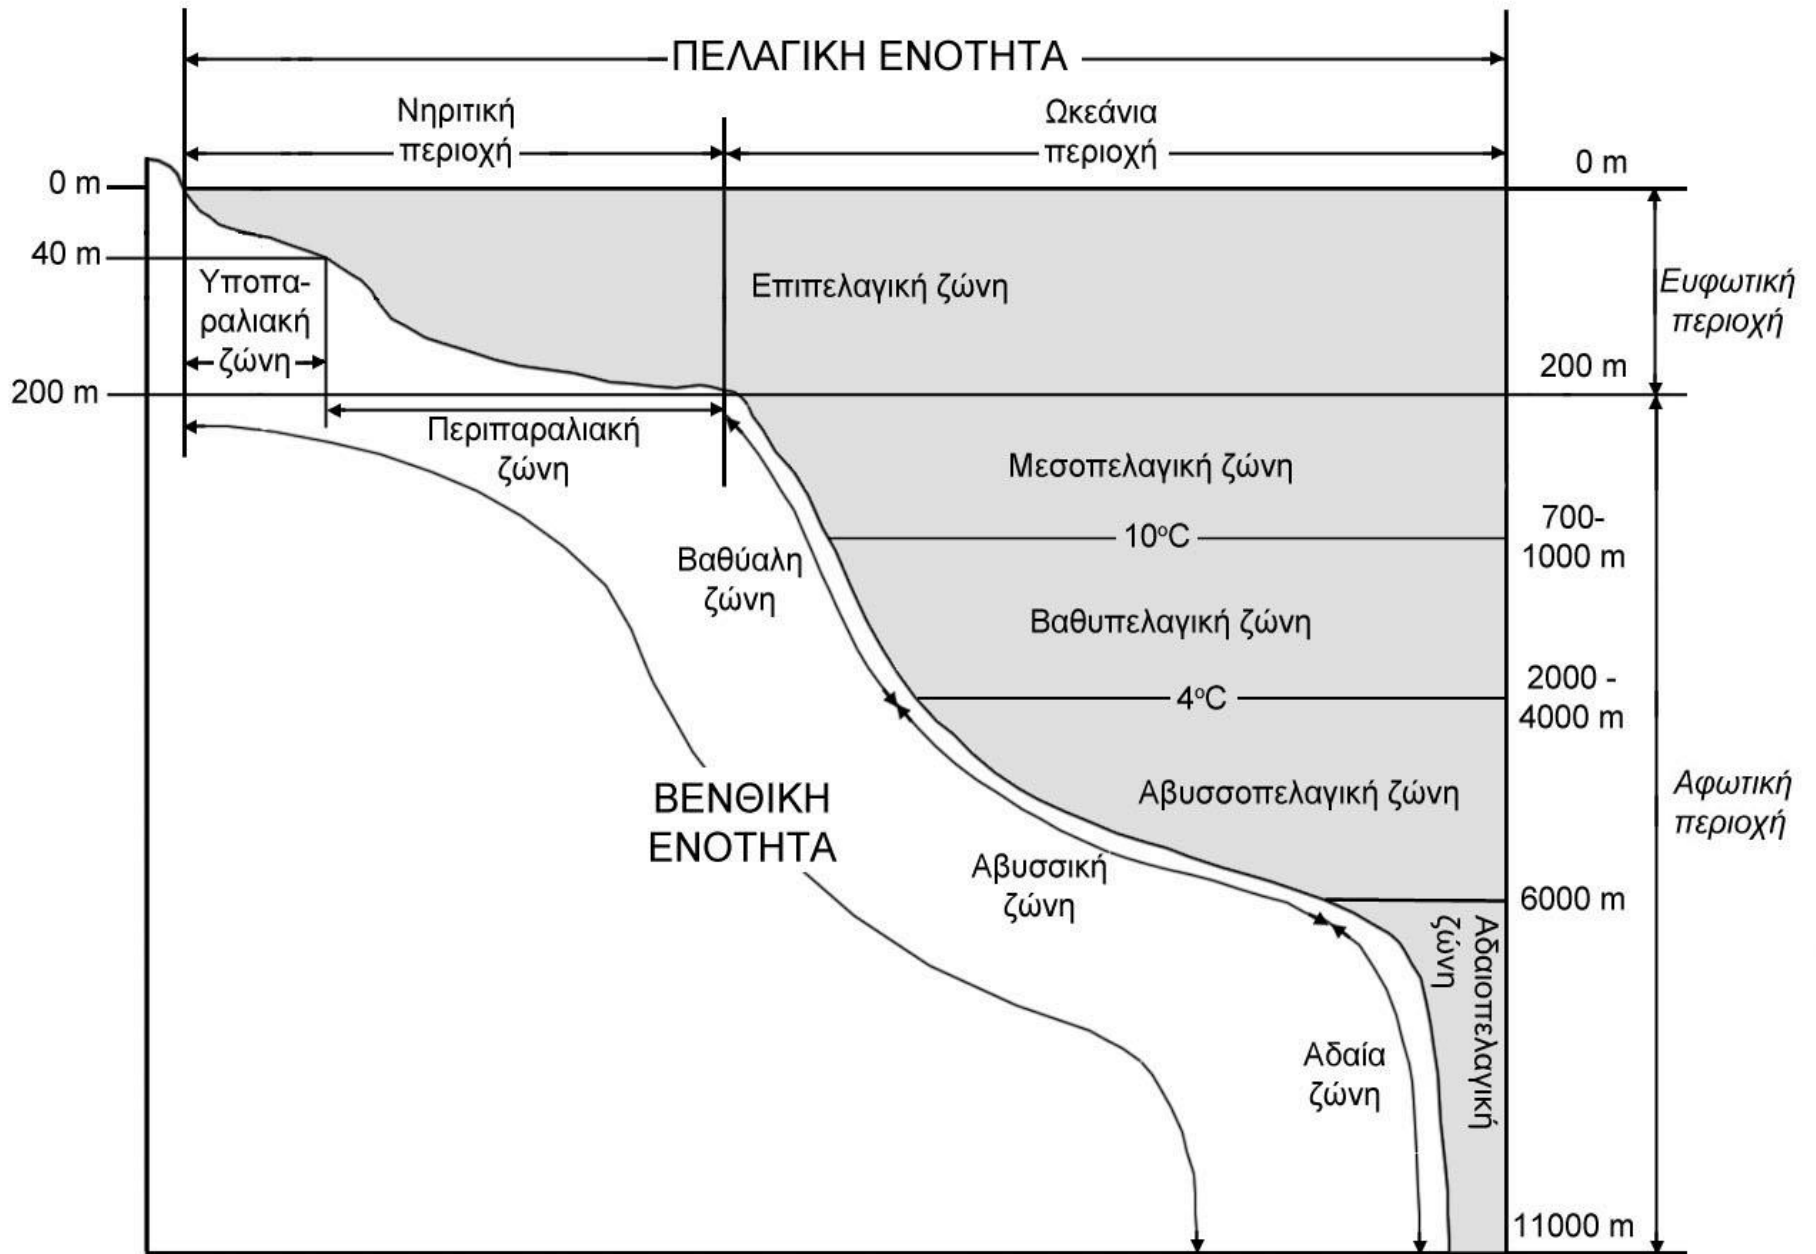 ΠΕΛΑΓΙΚΗ ΕΝΟΤΗΤΑ
Νηριτική
περιοχή
Ωκεάνια
περιοχή
0 m
0 m
40 m
Υποπα-
ραλιακή
ζώνη
Επιπελαγική ζώνη
Ευφωτική
περιοχή
200 m
200 m
Περιπαραλιακή
ζώνη
Μεσοπελαγική ζώνη
10°C
700-
1000 m
Βαθύαλη
ζώνη
Βαθυπελαγική ζώνη
4°C
2000 -
4000 m
ΒΕΝΘΙΚΗ
ΕΝΟΤΗΤΑ
Αβυσσοπελαγική ζώνη
Αφωτική
περιοχή
Αβυσσική
ζώνη
6000 m
Αδαιοπελαγική
ζώνη
Αδαία
ζώνη
11000 m